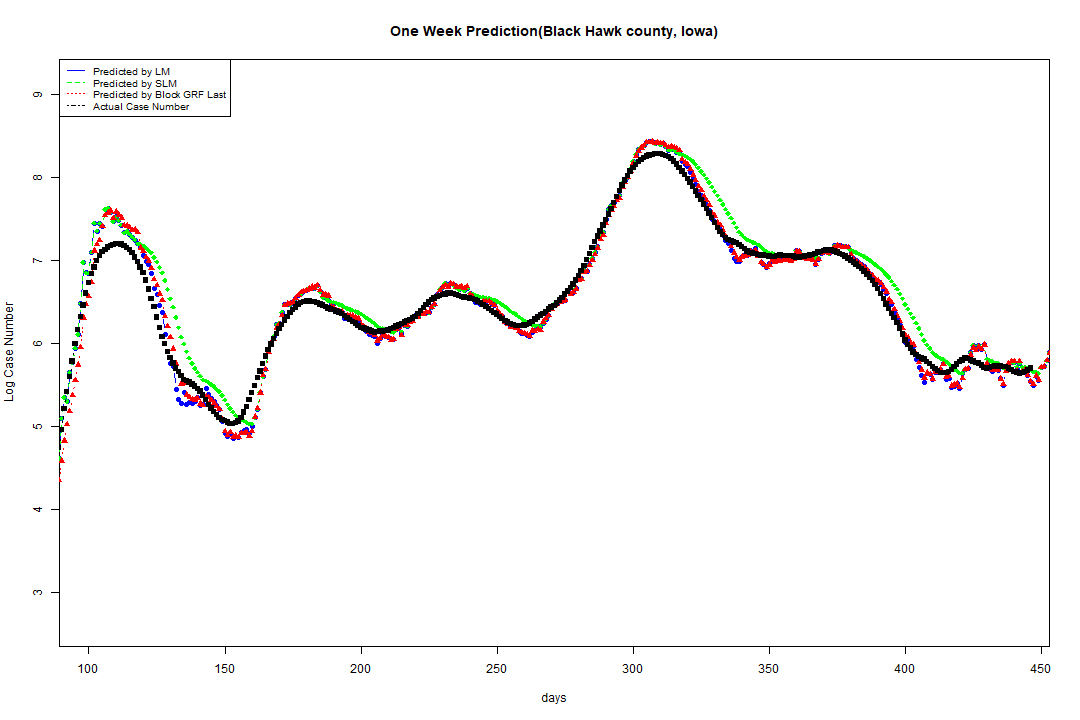 One Week Prediction(Black Hawk county, Iowa)
Predicted by LM
Predicted by SLM
Predicted by Block GRF Last
Actual Case Number
9
8
7
6
5
4
3
Log Case Number
100 150 200 250 300 350 400 450
days